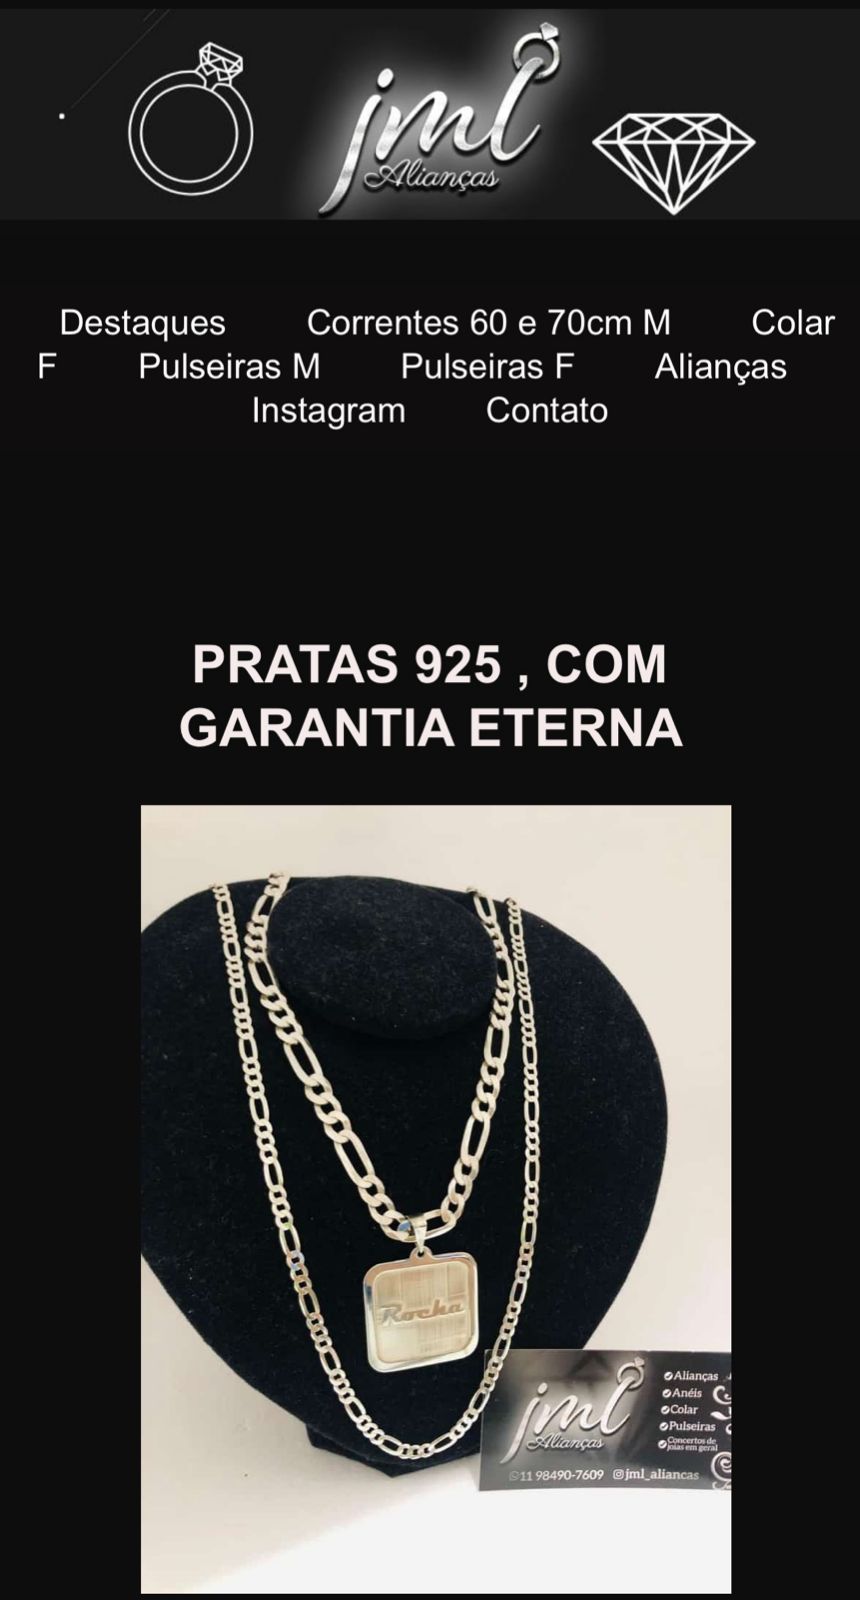 jml
Alianças
Destaques Correntes 60 e 70cm M Colar
F Pulseiras M Pulseiras F Alianças
Instagram Contato
PRATAS 925 , COM
GARANTIA ETERNA
Rocha
jml
Alianças
Alianças
Anéis
Colar
Pulseiras
Concertos de
joias em geral
11 98490-7609 @jml_aliancas